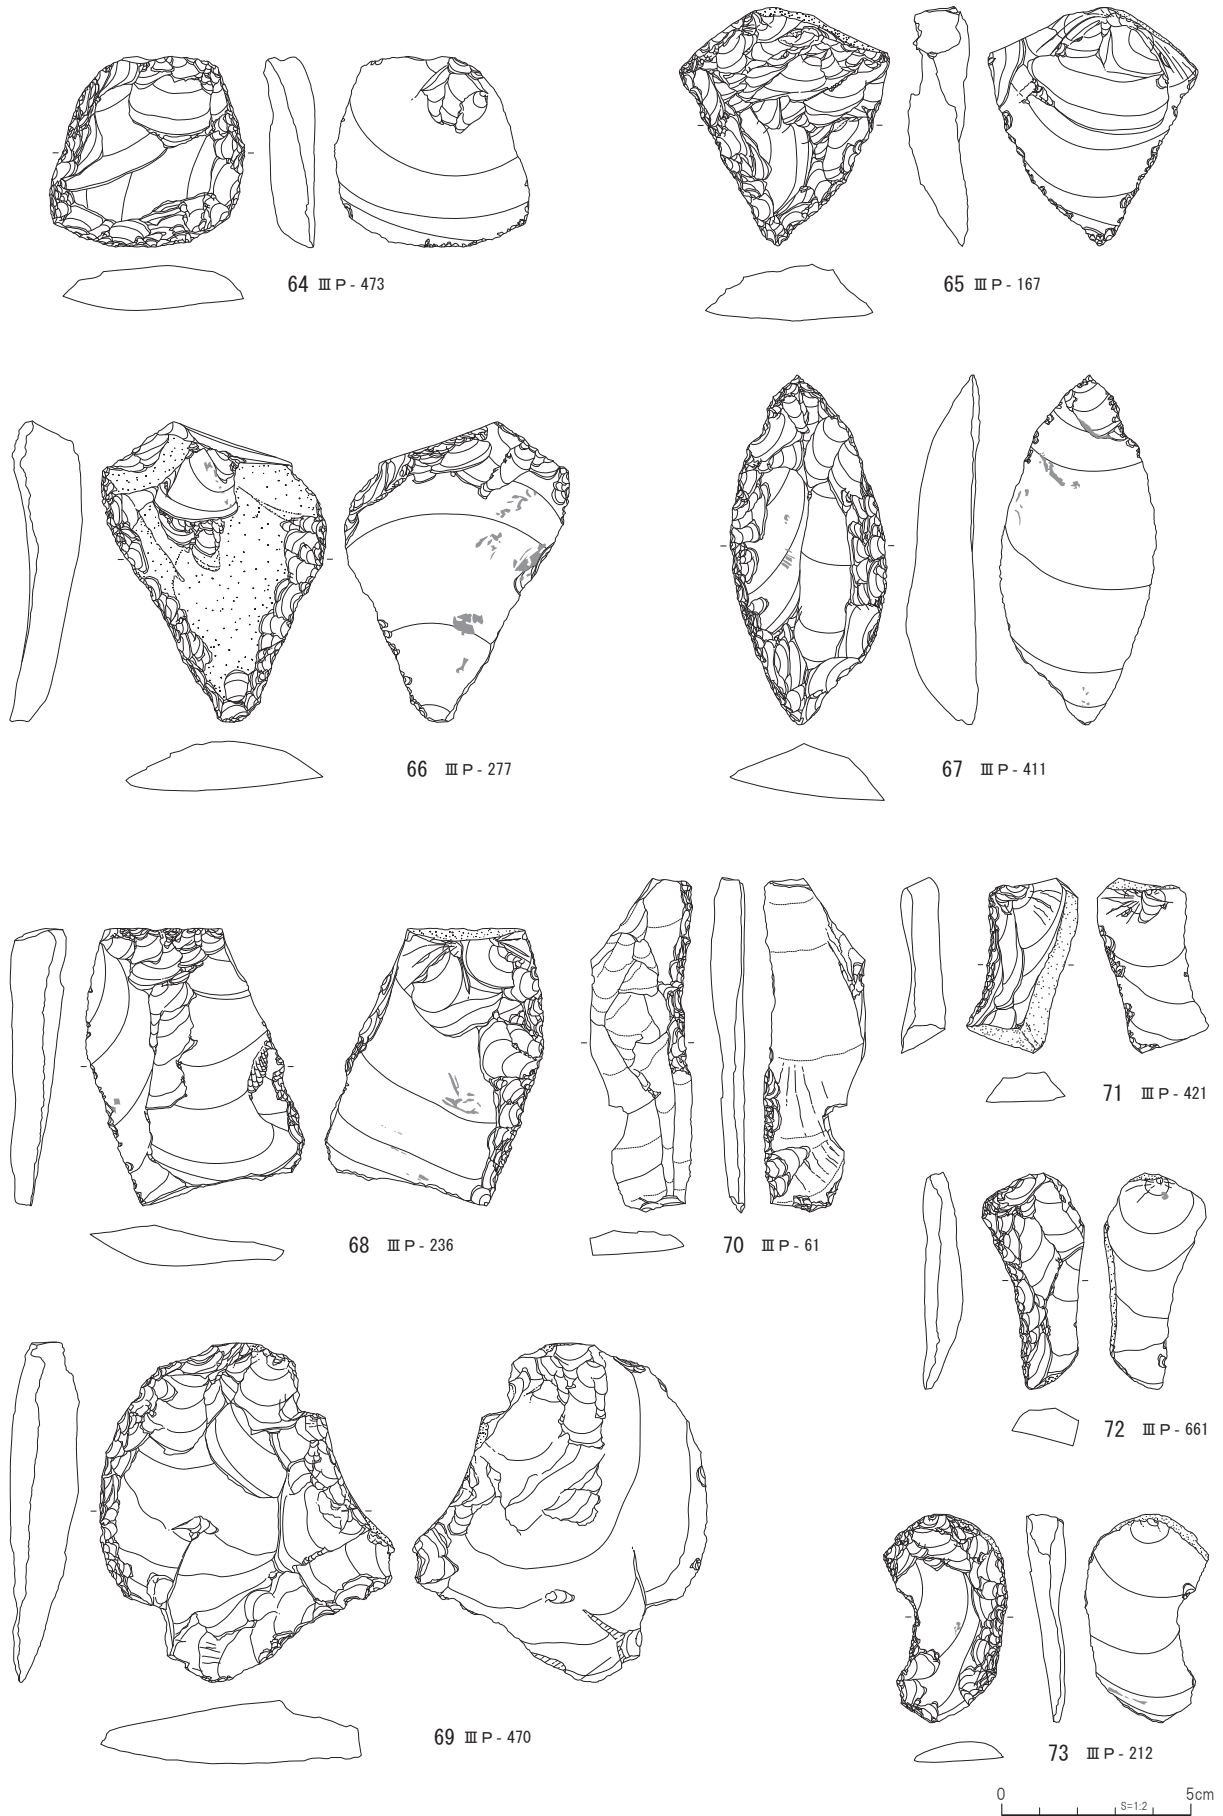 64 Ⅲ P - 473
65 Ⅲ P - 167
66 Ⅲ P - 277
67 Ⅲ P - 411
68 Ⅲ P - 236
70 Ⅲ P - 61
71 Ⅲ P - 421
72 Ⅲ P - 661
69 Ⅲ P - 470
73 Ⅲ P - 212
0 5cm
S=1:2